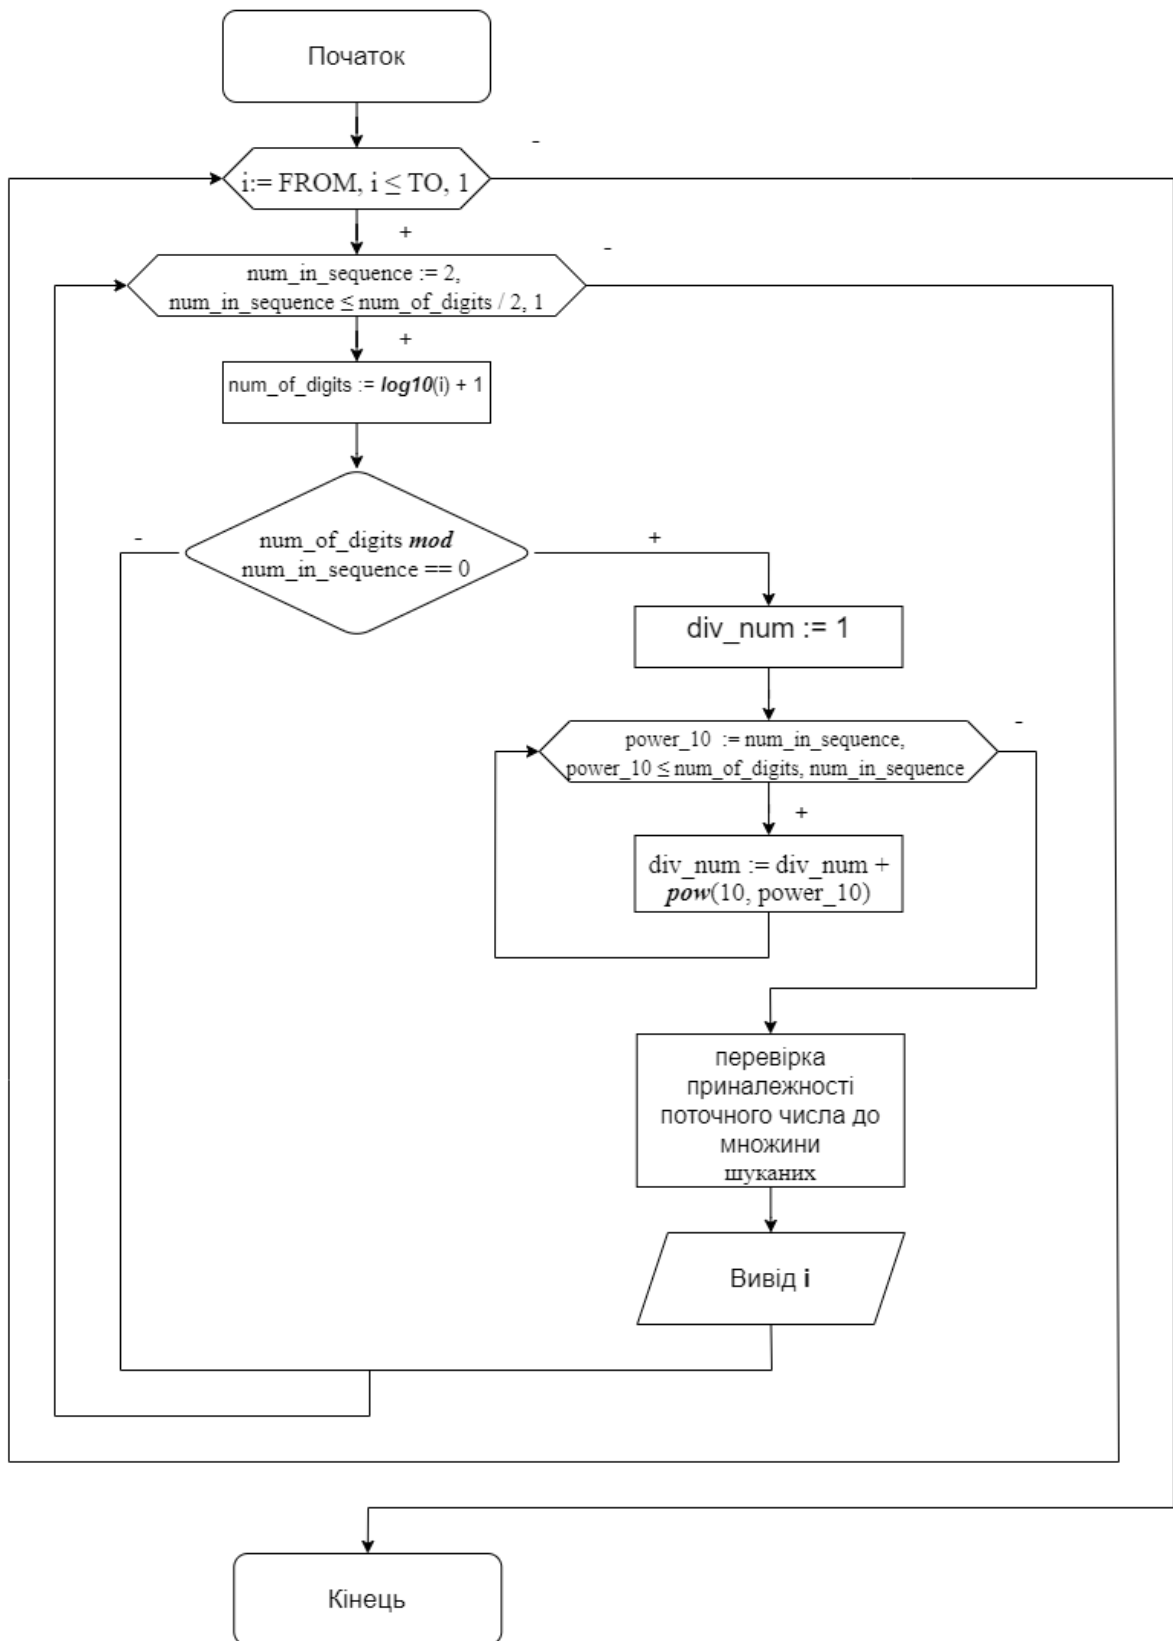 Початок
-
i:= FROM, i ≤ TO, 1
+
-
num_in_sequence := 2,
num_in_sequence ≤ num_of_digits / 2, 1
+
num_of_digits := log10(i) + 1
-
+
num_of_digits mod
num_in_sequence == 0
div_num := 1
-
power_10 := num_in_sequence,
power_10 ≤ num_of_digits, num_in_sequence
+
div_num := div_num +
pow(10, power_10)
перевірка
приналежності
поточного числа до
множини
шуканих
Вивід i
Кінець